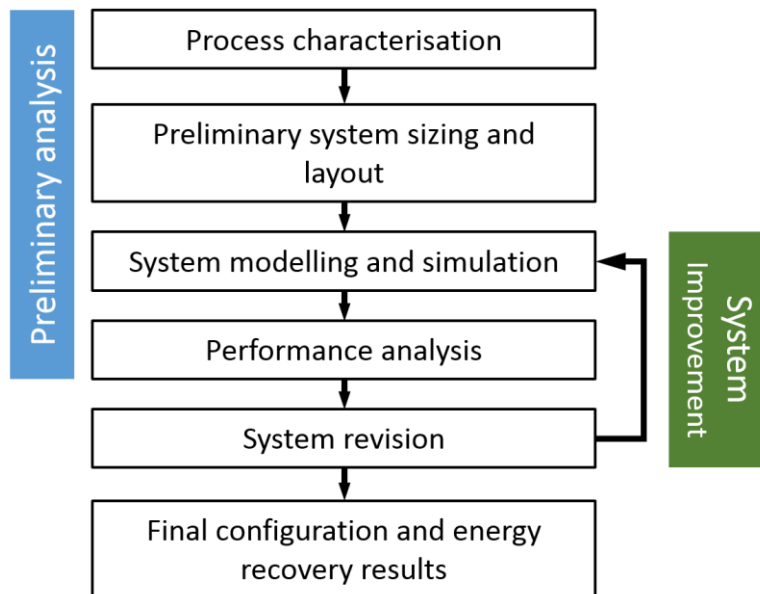 Preliminary analysis
Process characterisation
Preliminary system sizing and
layout
System modelling and simulation
Performance analysis
System revision
Final configuration and energy
recovery results
System
Improvement